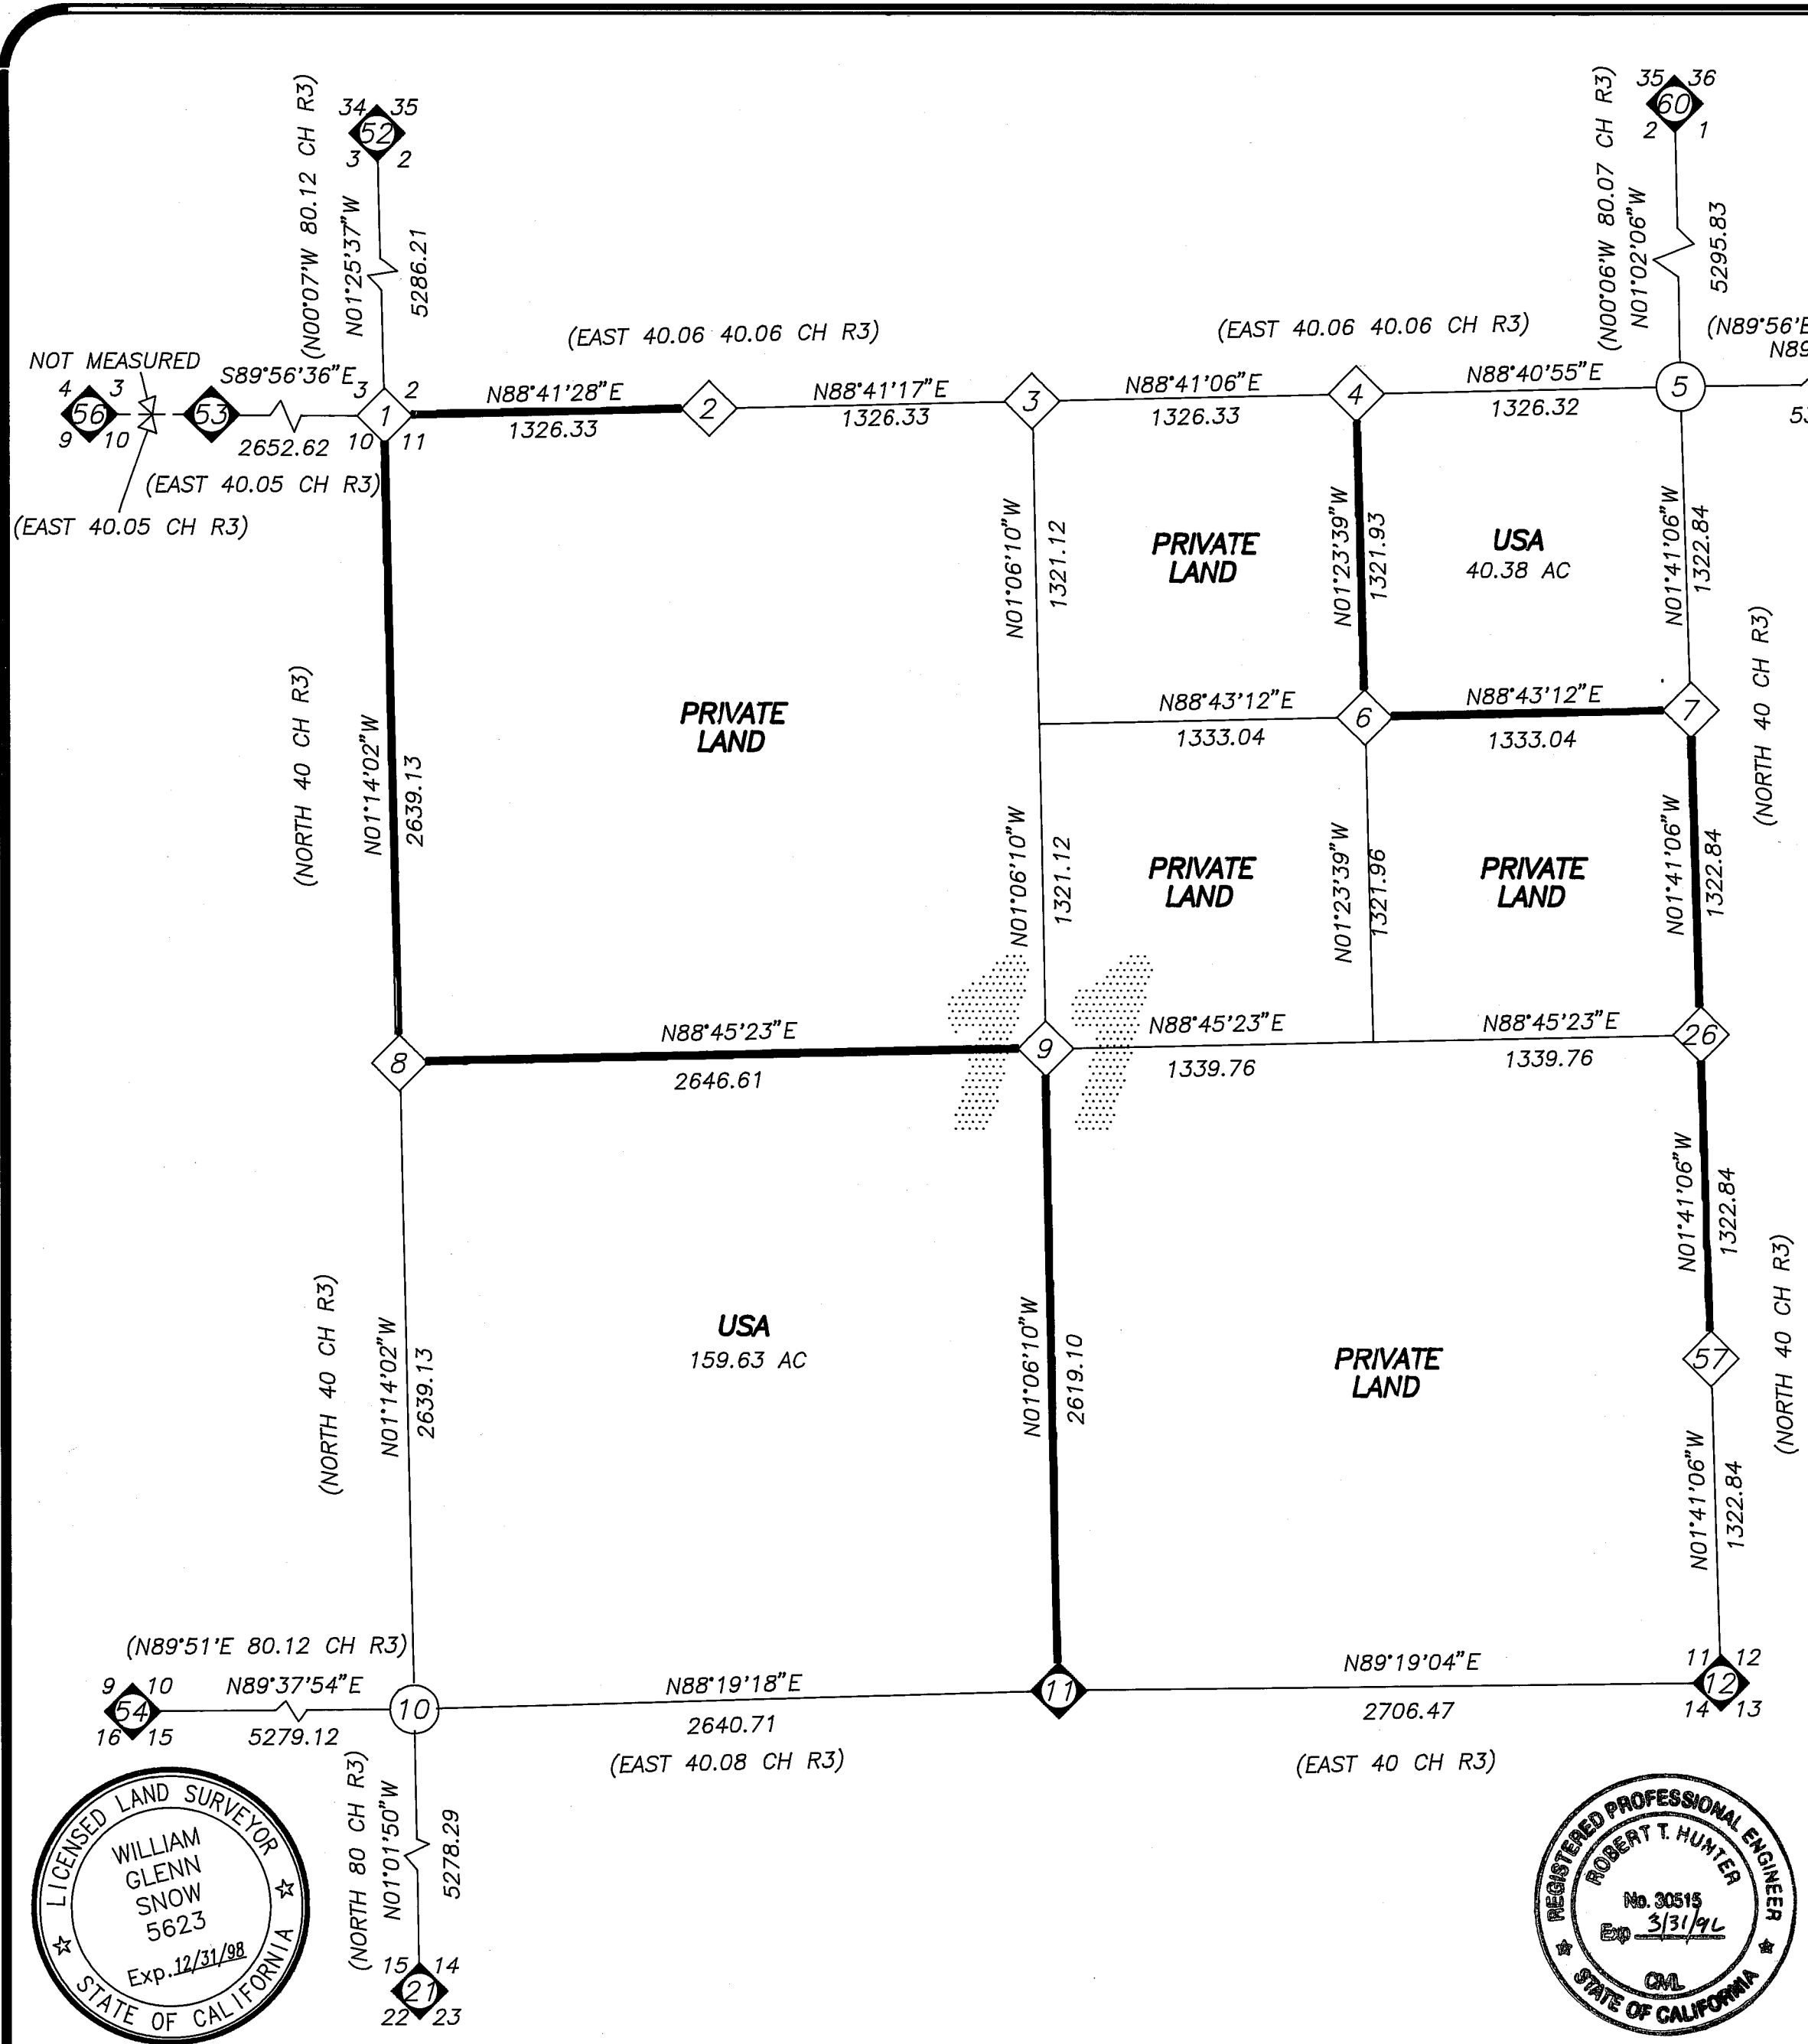 (N00°07'W 80.12 CH R3)
34 35
52
3 2
N01°25'37"W
5286.21
(N00°06'W 80.07 CH R3)
35 36
60
2 1
N01°02'06"W
5295.83
(EAST 40.06 40.06 CH R3)
(EAST 40.06 40.06 CH R3)
(N89°56'E
N89
NOT MEASURED
4 3
56
9 10
53
S89°56'36"E
2652.62
(EAST 40.05 CH R3)
(EAST 40.05 CH R3)
3 2
1
10 11
N88°41'28"E
1326.33
2
N88°41'17"E
1326.33
3
N88°41'06"E
1326.33
4
N88°40'55"E
1326.32
5
53
N01°06'10"W
1321.12
PRIVATE
LAND
N01°23'39"W
1321.93
USA
40.38 AC
N01°41'06"W
1322.84
(NORTH 40 CH R3)
(NORTH 40 CH R3)
N01°14'02"W
2639.13
PRIVATE
LAND
N88°43'12"E
1333.04
6
N88°43'12"E
1333.04
7
N01°06'10"W
1321.12
PRIVATE
LAND
N01°23'39"W
1321.96
PRIVATE
LAND
N01°41'06"W
1322.84
8
N88°45'23"E
2646.61
9
N88°45'23"E
1339.76
N88°45'23"E
1339.76
26
(NORTH 40 CH R3)
N01°14'02"W
2639.13
USA
159.63 AC
N01°06'10"W
2619.10
PRIVATE
LAND
N01°41'06"W
1322.84
57
(NORTH 40 CH R3)
N01°41'06"W
1322.84
(N89°51'E 80.12 CH R3)
9 10
54
16 15
N89°37'54"E
5279.12
10
N88°19'18"E
2640.71
(EAST 40.08 CH R3)
11
N89°19'04"E
2706.47
(EAST 40 CH R3)
11 12
12
14 13
(NORTH 80 CH R3)
N01°01'50"W
5278.29
15 14
21
22 23
LICENSED LAND SURVEYOR
WILLIAM
GLENN
SNOW
5623
Exp. 12/31/98
STATE OF CALIFORNIA
REGISTERED PROFESSIONAL ENGINEER
ROBERT T. HUNTER
No. 30515
Exp 3/31/92
CIVIL
STATE OF CALIFORNIA